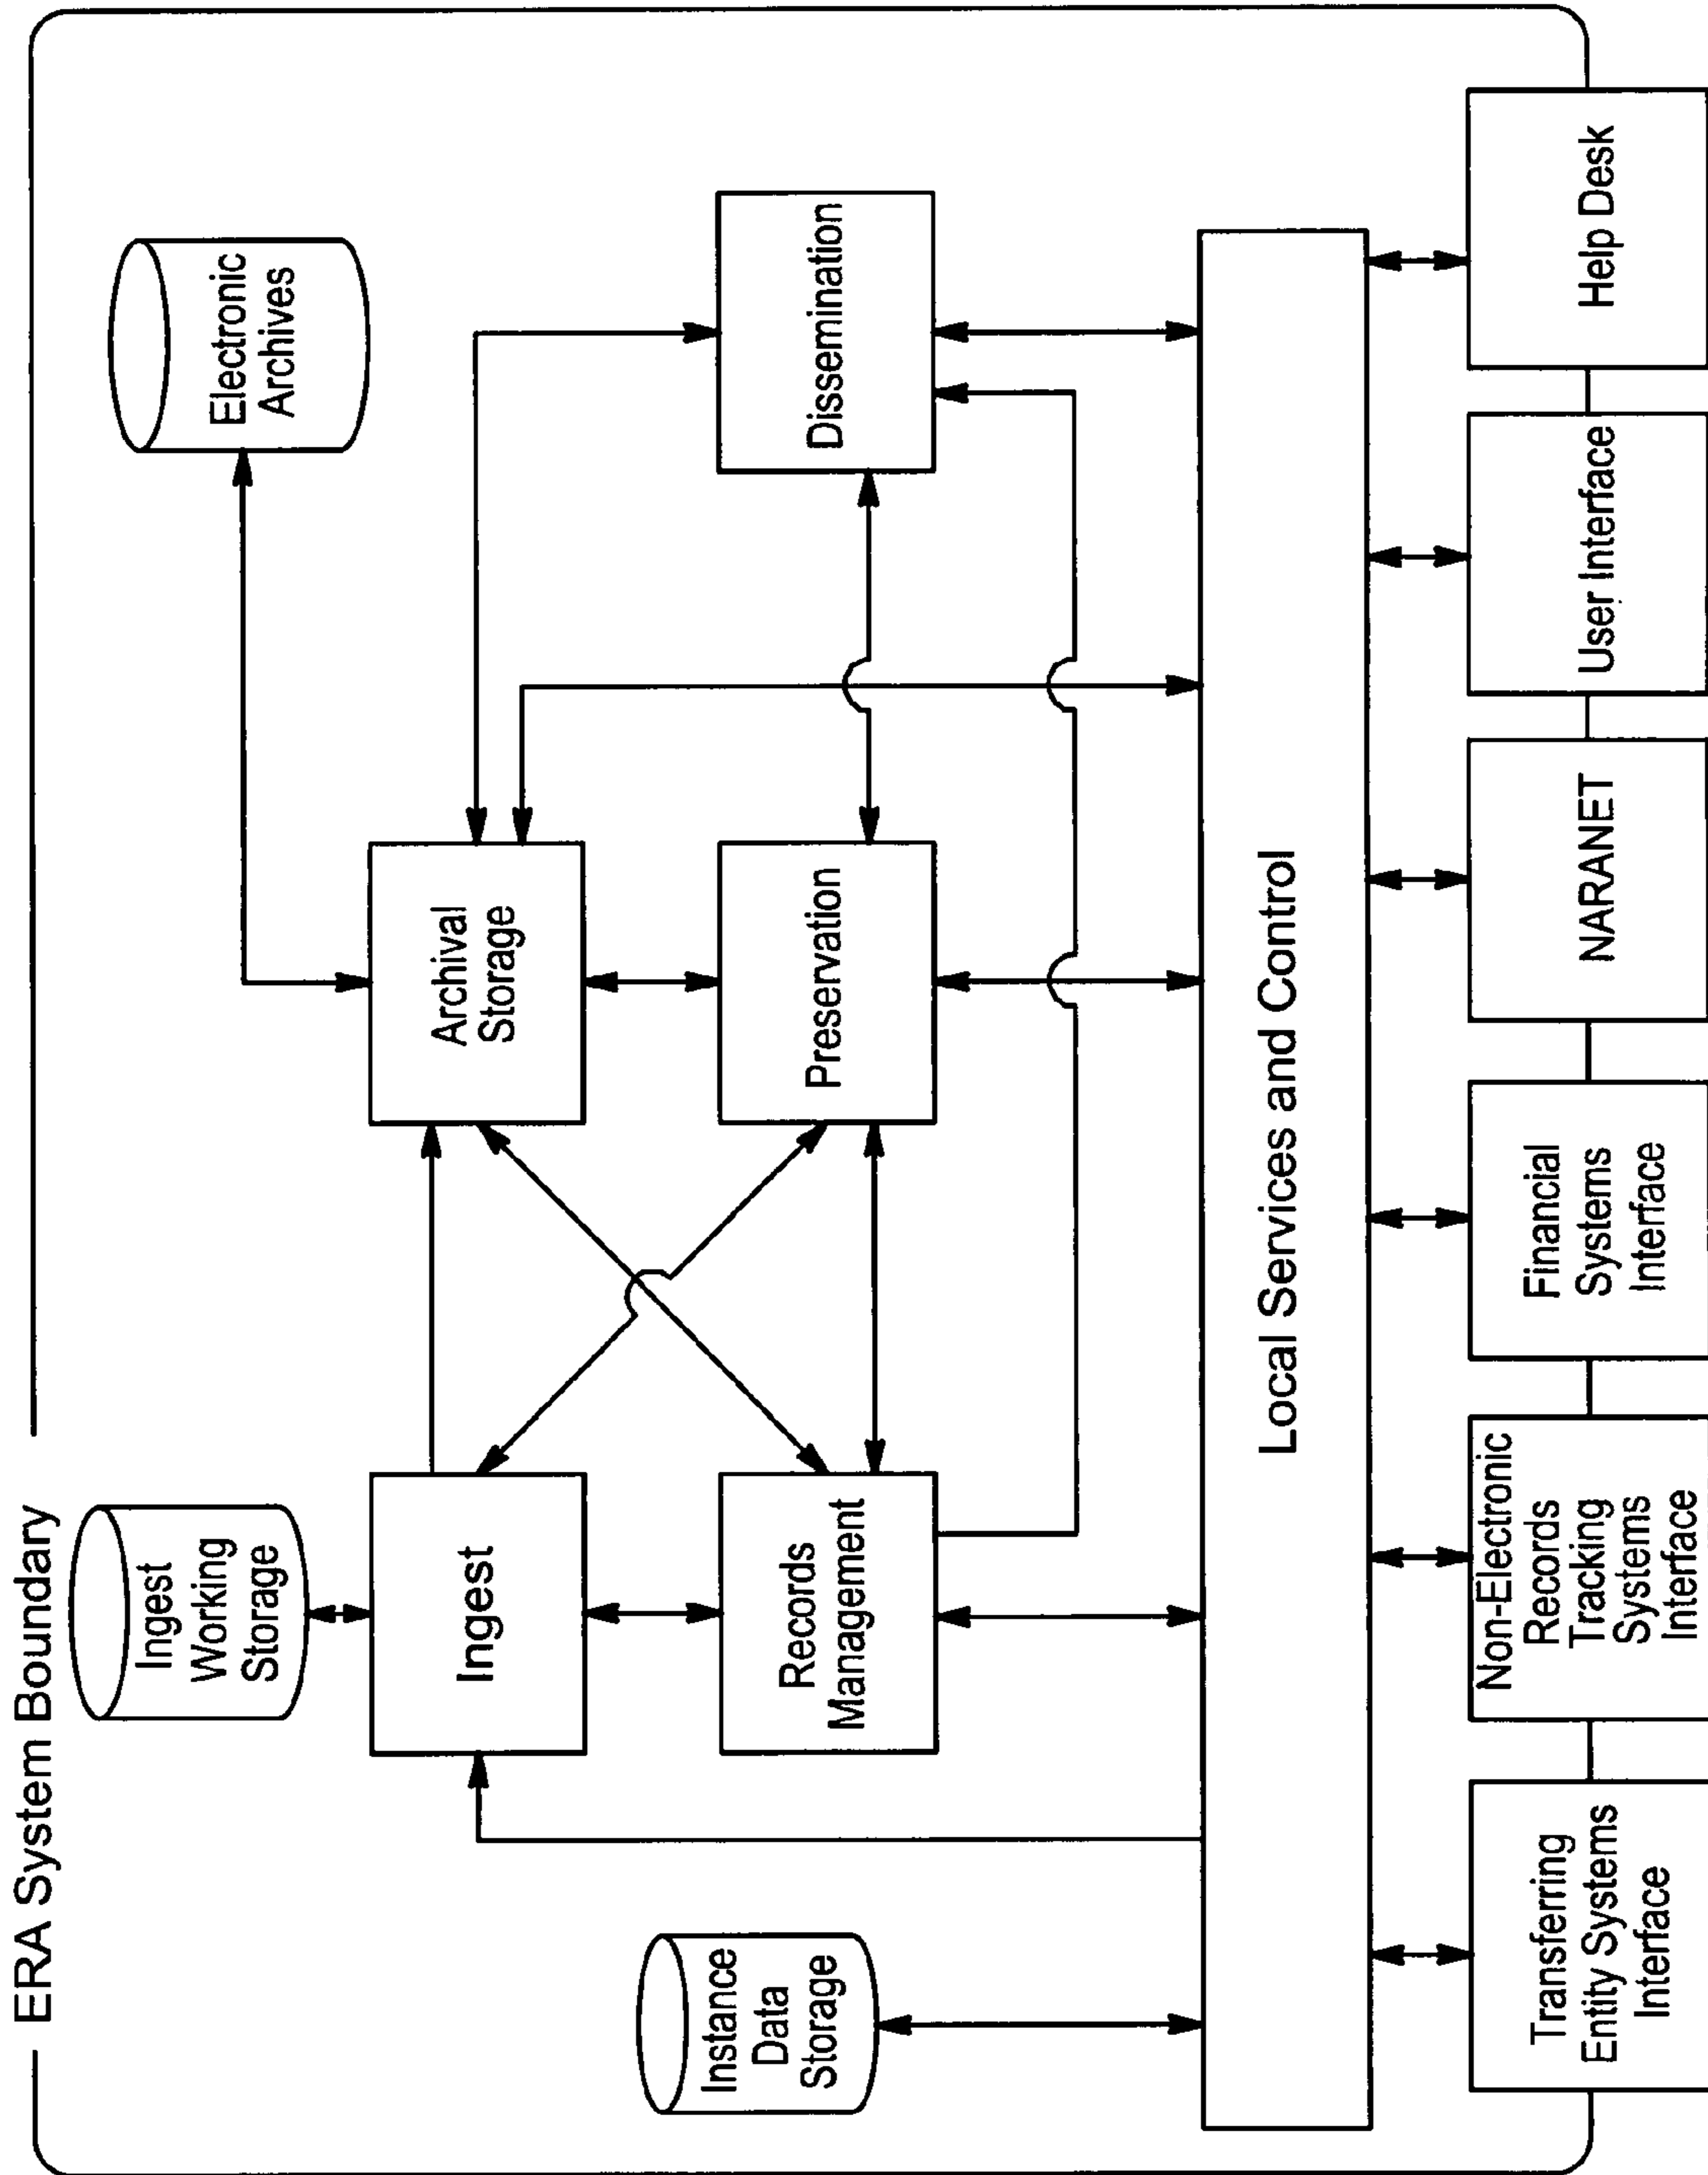 ERA System Boundary
Ingest
Working
Storage
Electronic
Archives
Ingest
Archival
Storage
Instance
Data
Storage
Records
Management
Preservation
Dissemination
Local Services and Control
Transferring
Entity Systems
Interface
Non-Electronic
Records
Tracking
Systems
Interface
Financial
Systems
Interface
NARANET
User Interface
Help Desk